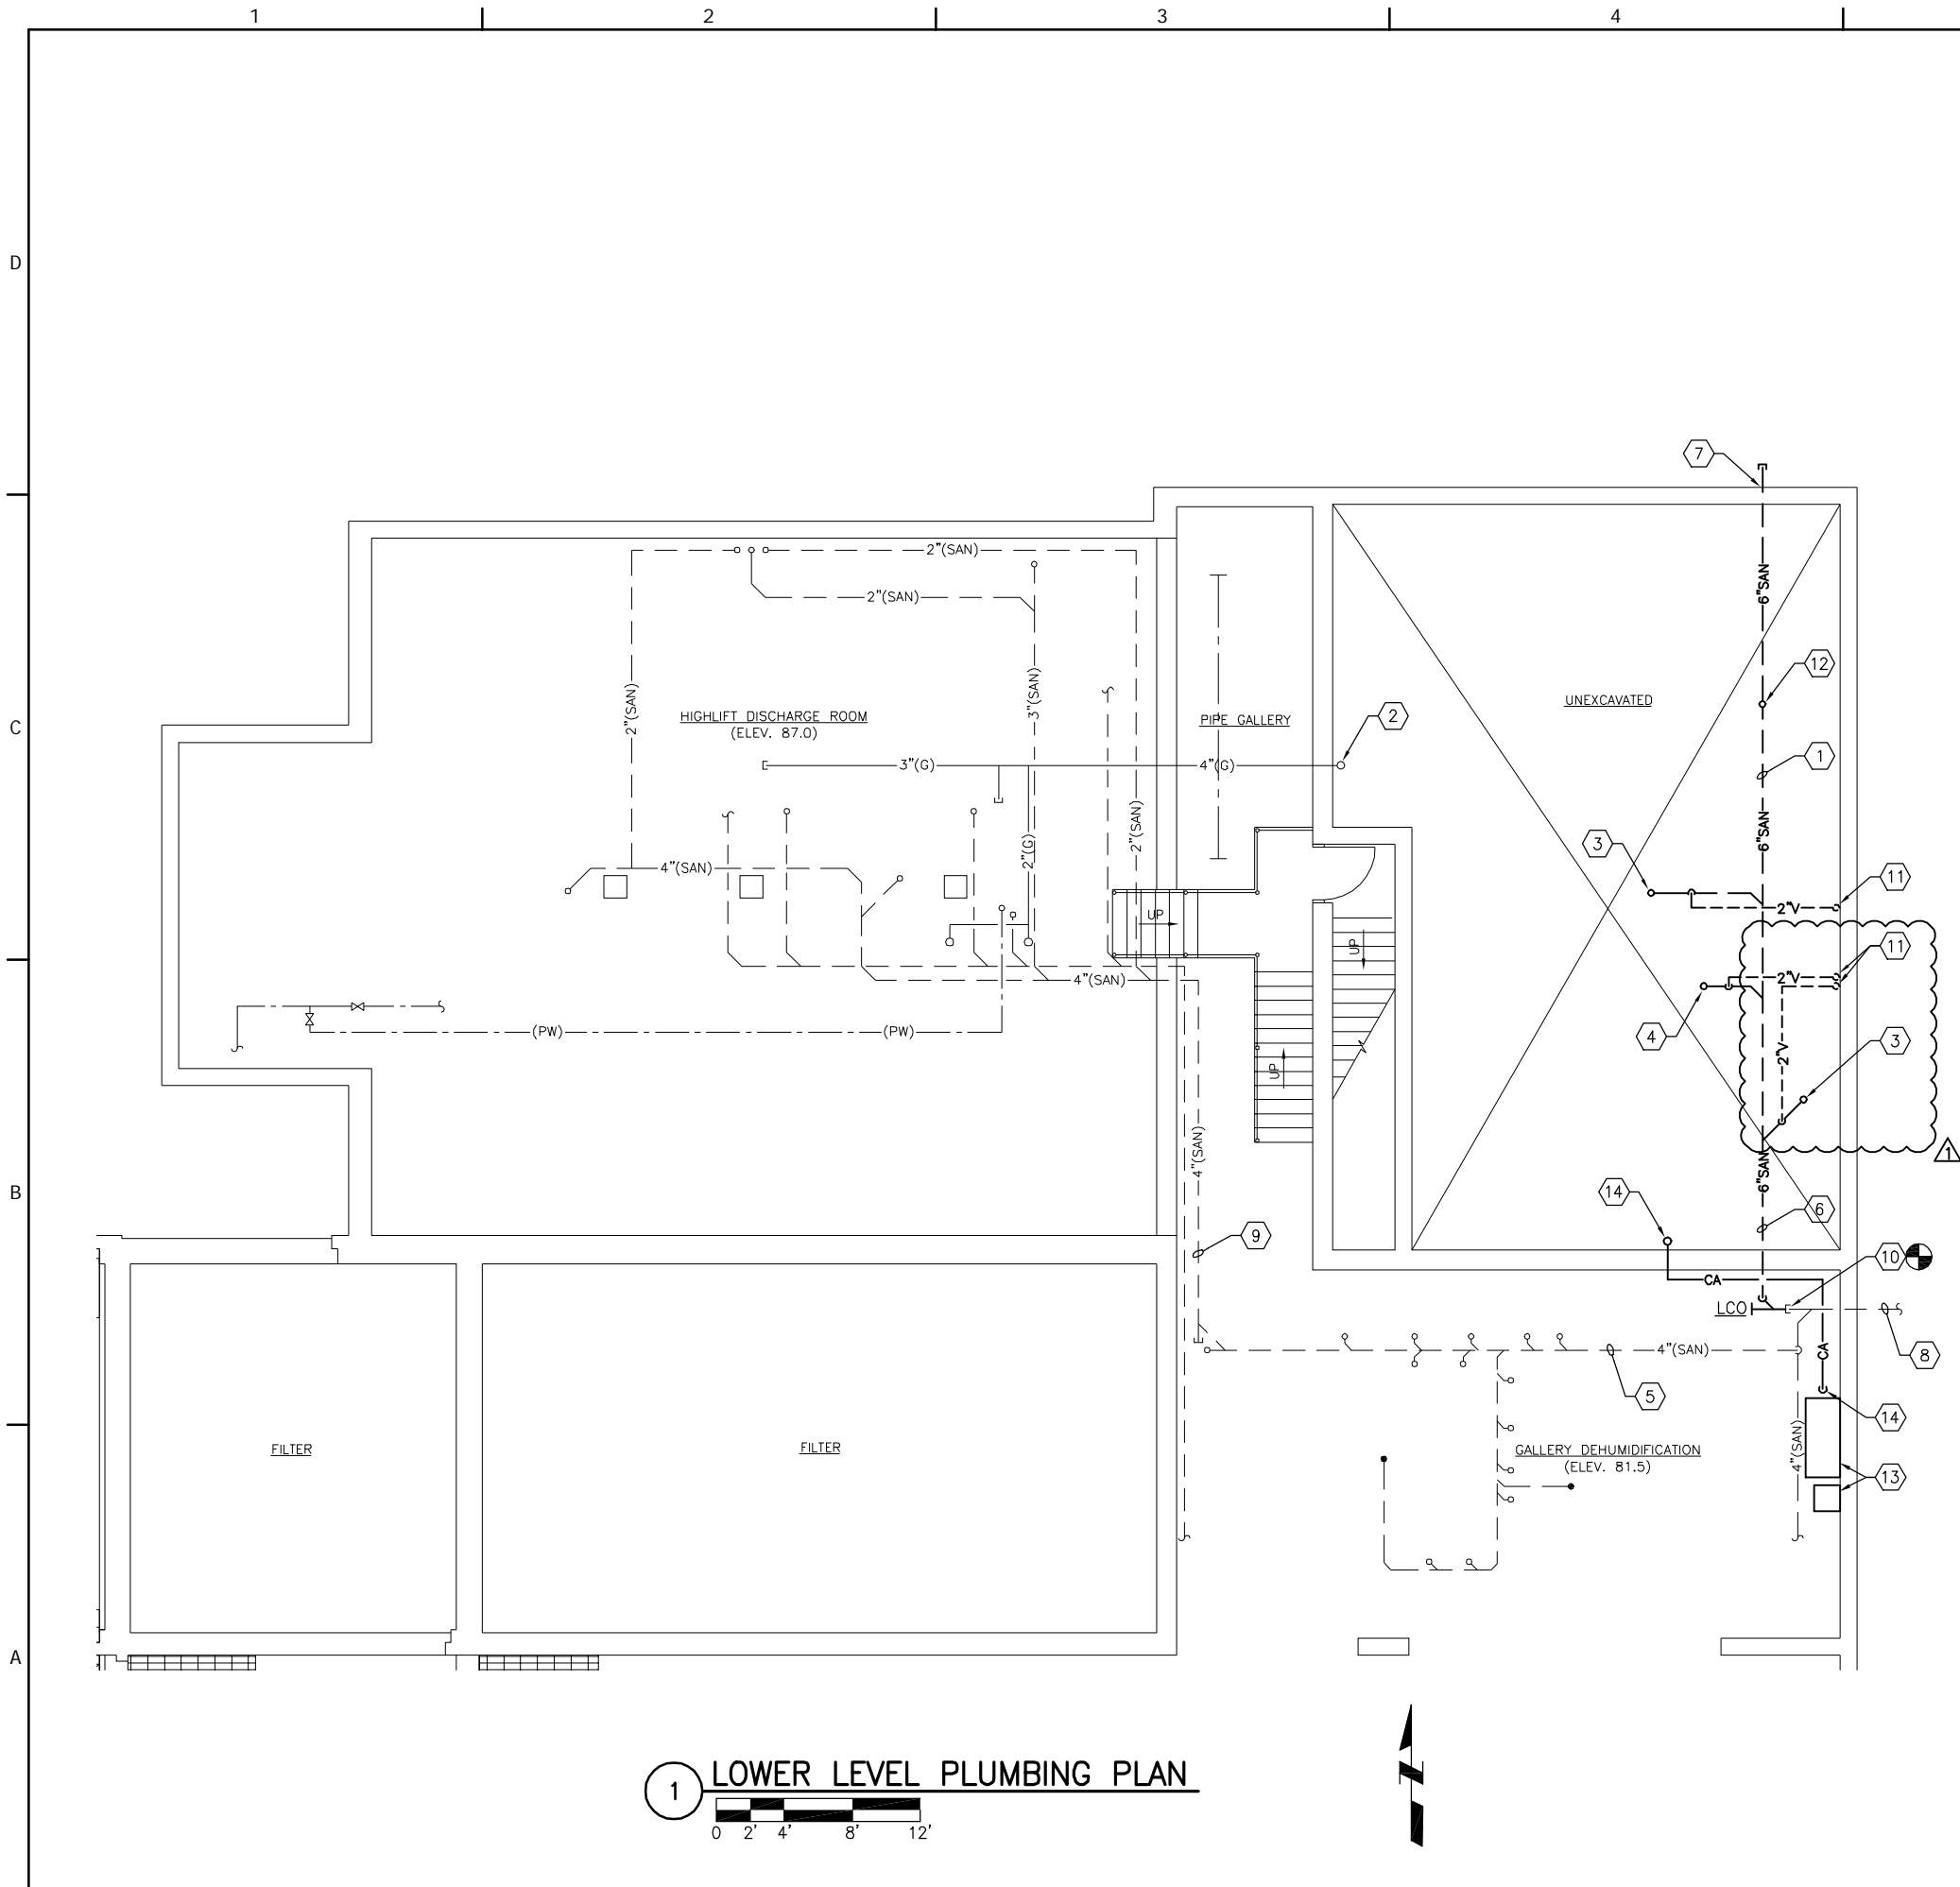 1 2 3 4
D
7
2"(SAN)
6"SAN
2"(SAN)
12
3"(SAN)
2"(SAN)
UNEXCAVATED
HIGHLIFT DISCHARGE ROOM
(ELEV. 87.0)
PIPE GALLERY
2
C
1
3"(G)
4"(G)
2"(SAN)
6"SAN
3
2"(G)
4"(SAN)
11
2"V
UP
UP
11
2"V
4"(SAN)
4
3
(PW)
(PW)
2"V
UP
1
4"(SAN)
6"SAN
B
14
6
9
10
CA
LCO
8
4"(SAN)
CA
5
14
4"(SAN)
FILTER
FILTER
GALLERY DEHUMIDIFICATION
(ELEV. 81.5)
13
A
N
1
LOWER LEVEL PLUMBING PLAN
0 2' 4' 8' 12'